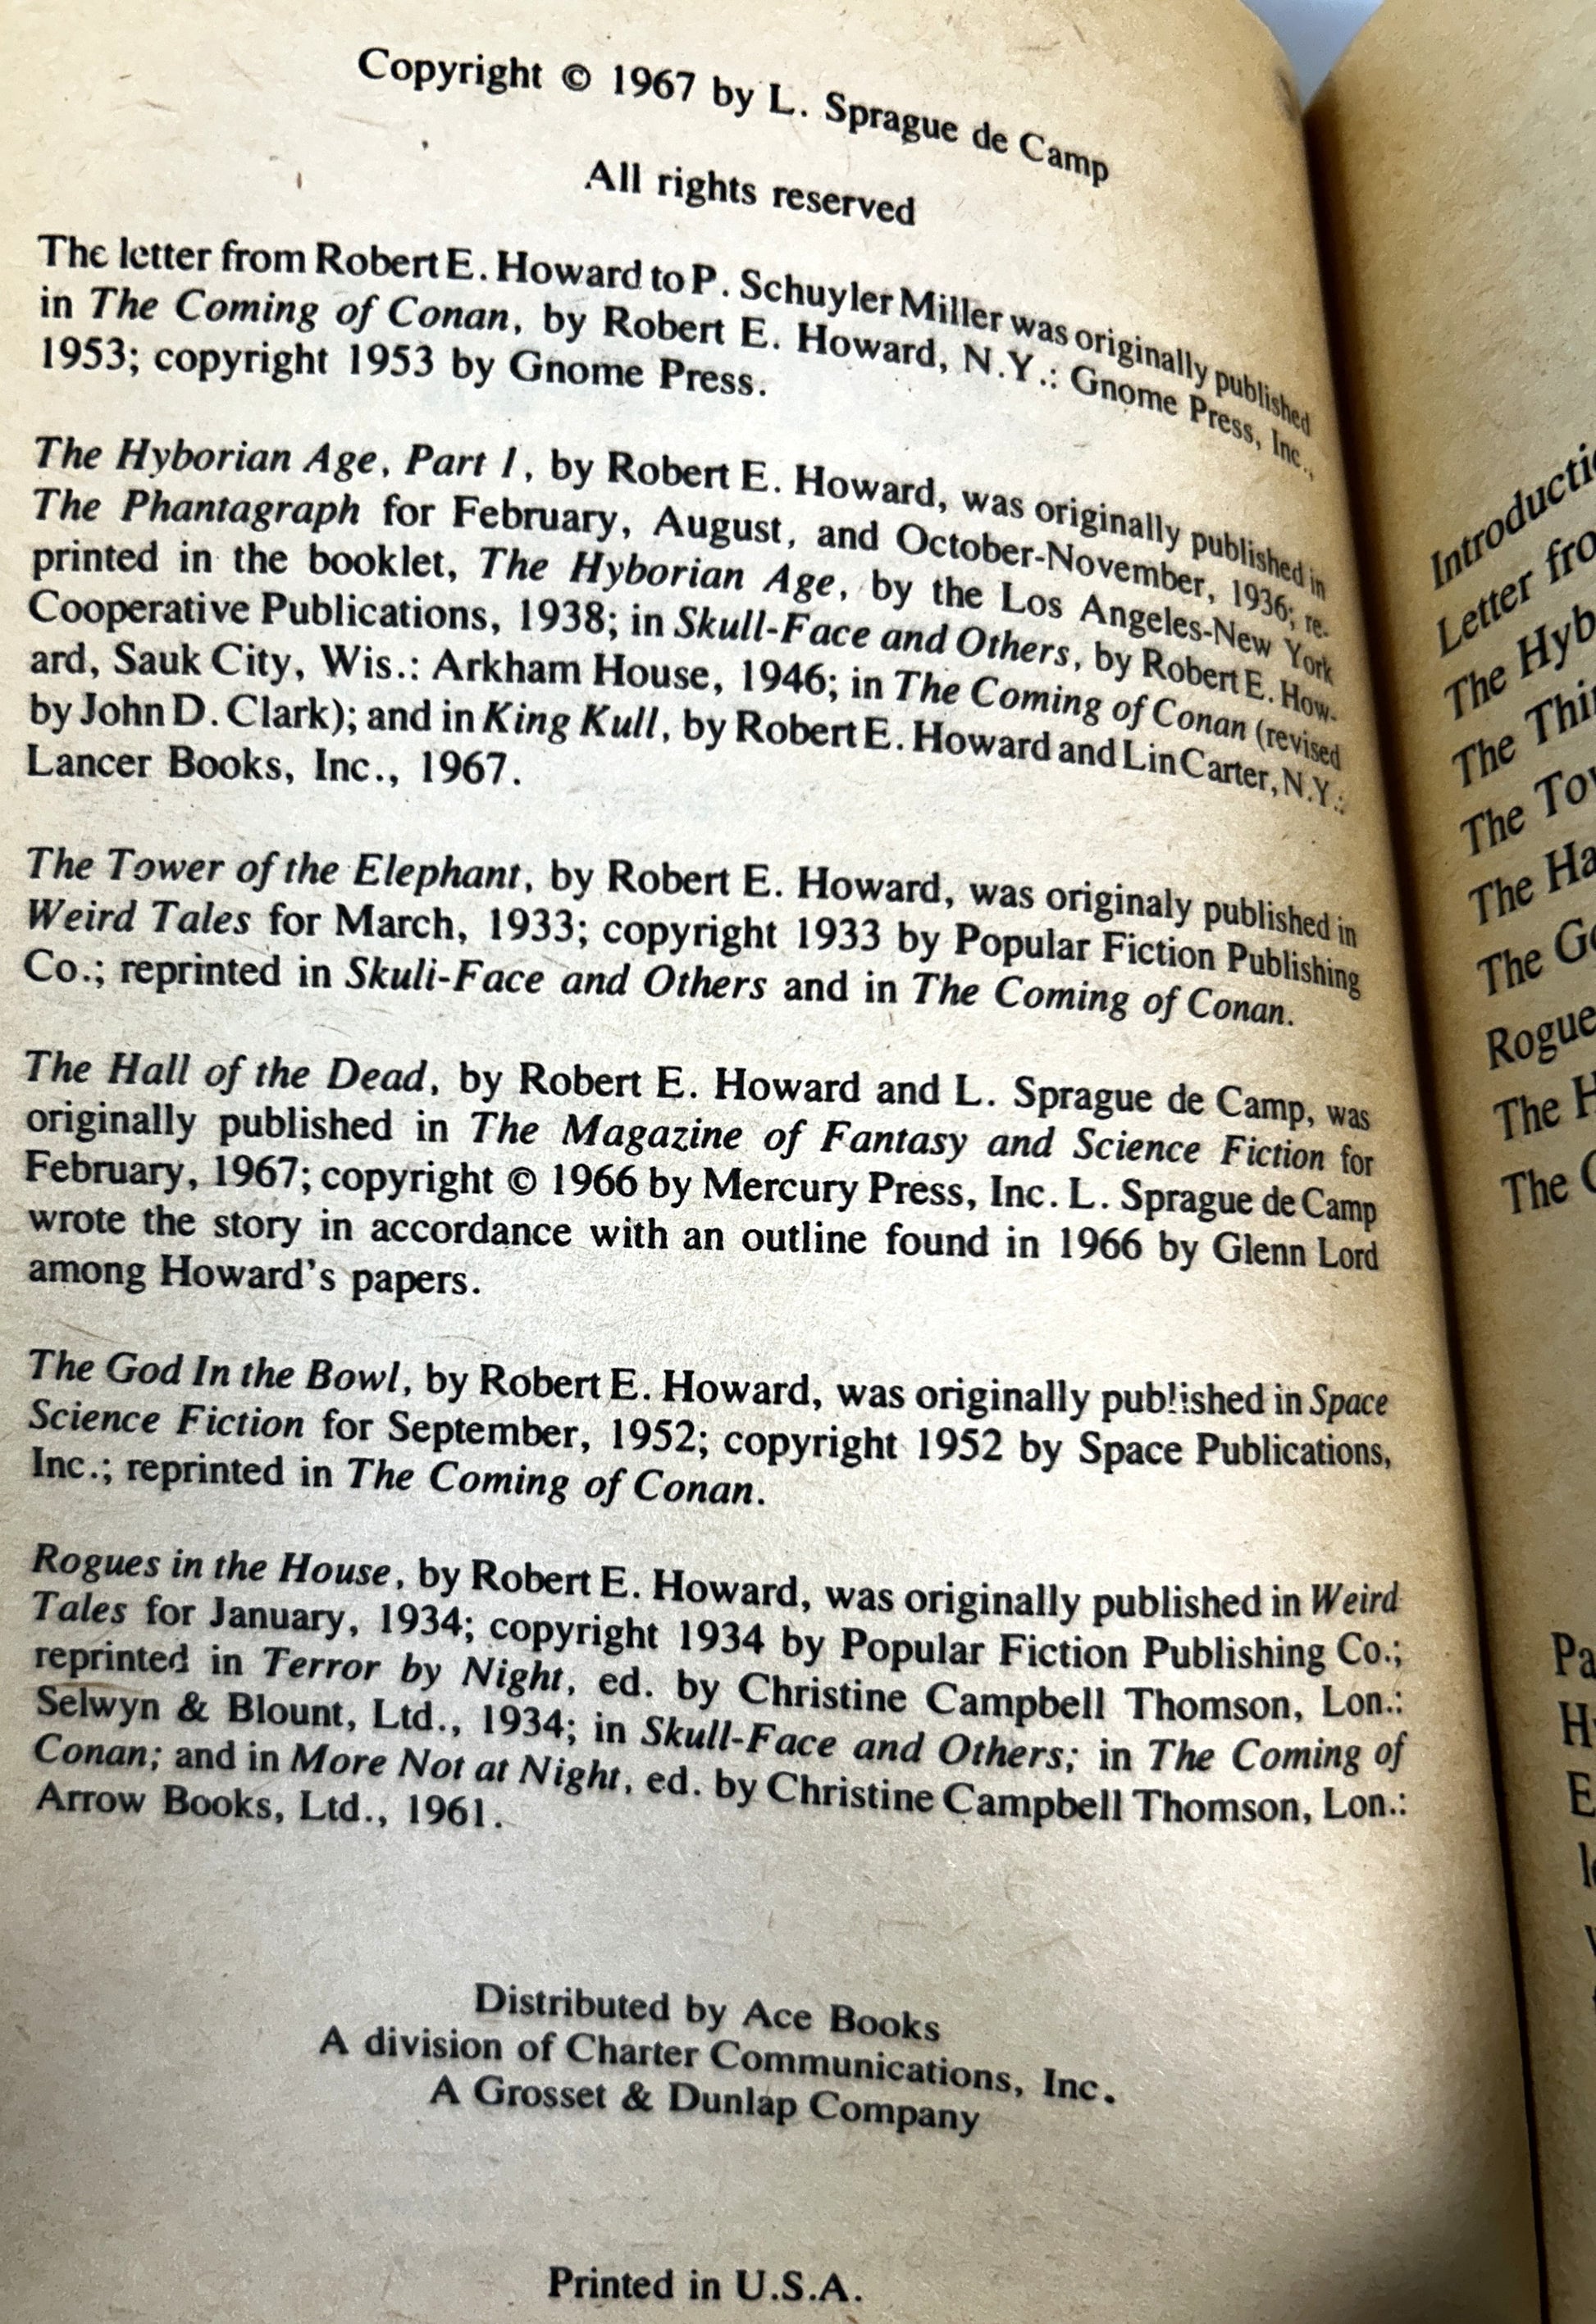 Copyright © 1967 by L. Sprague de Camp
All rights reserved
The letter from Robert E. Howard to P. Schuyler Miller was originally published
in The Coming of Conan, by Robert E. Howard, N.Y.: Gnome Press, Inc.,
1953; copyright 1953 by Gnome Press.
The Hyborian Age, Part I, by Robert E. Howard, was originally published in
The Phantagraph for February, August, and October-November, 1936; re-
printed in the booklet, The Hyborian Age, by the Los Angeles-New York
Cooperative Publications, 1938; in Skull-Face and Others, by Robert E. How-
ard, Sauk City, Wis.: Arkham House, 1946; in The Coming of Conan (revised
by John D. Clark); and in King Kull, by Robert E. Howard and Lin Carter, N.Y.:
Lancer Books, Inc., 1967.
The Tower of the Elephant, by Robert E. Howard, was originaly published in
Weird Tales for March, 1933; copyright 1933 by Popular Fiction Publishing
Co.; reprinted in Skull-Face and Others and in The Coming of Conan.
The Hall of the Dead, by Robert E. Howard and L. Sprague de Camp, was
originally published in The Magazine of Fantasy and Science Fiction for
February, 1967; copyright © 1966 by Mercury Press, Inc. L. Sprague de Camp
wrote the story in accordance with an outline found in 1966 by Glenn Lord
among Howard's papers.
The God In the Bowl, by Robert E. Howard, was originally published in Space
Science Fiction for September, 1952; copyright 1952 by Space Publications,
Inc.; reprinted in The Coming of Conan.
Rogues in the House, by Robert E. Howard, was originally published in Weird
Tales for January, 1934; copyright 1934 by Popular Fiction Publishing Co.;
reprinted in Terror by Night, ed. by Christine Campbell Thomson, Lon.:
Selwyn & Blount, Ltd., 1934; in Skull-Face and Others; in The Coming of
Conan; and in More Not at Night, ed. by Christine Campbell Thomson, Lon.:
Arrow Books, Ltd., 1961.
Distributed by Ace Books
A division of Charter Communications, Inc.
A Grosset & Dunlap Company
Printed in U.S.A.
Letter
The
The
The
The
The
The
The